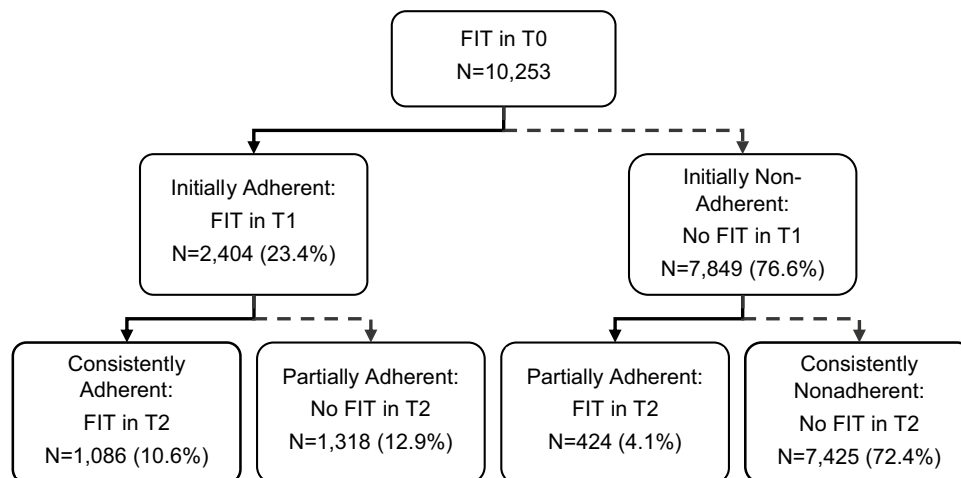 FIT in T0
N=10,253
Initially Adherent:
FIT in T1
N=2,404 (23.4%)
Initially Non-
Adherent:
No FIT in T1
N=7,849 (76.6%)
Consistently
Adherent:
FIT in T2
N=1,086 (10.6%)
Partially Adherent:
No FIT in T2
N=1,318 (12.9%)
Partially Adherent:
FIT in T2
N=424 (4.1%)
Consistently
Nonadherent:
No FIT in T2
N=7,425 (72.4%)